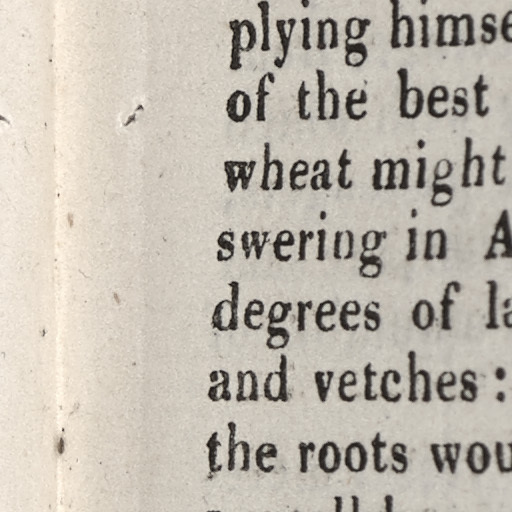 plying himse
of the best
wheat might
swering in A
degrees of la
and vetches :
the roots wou